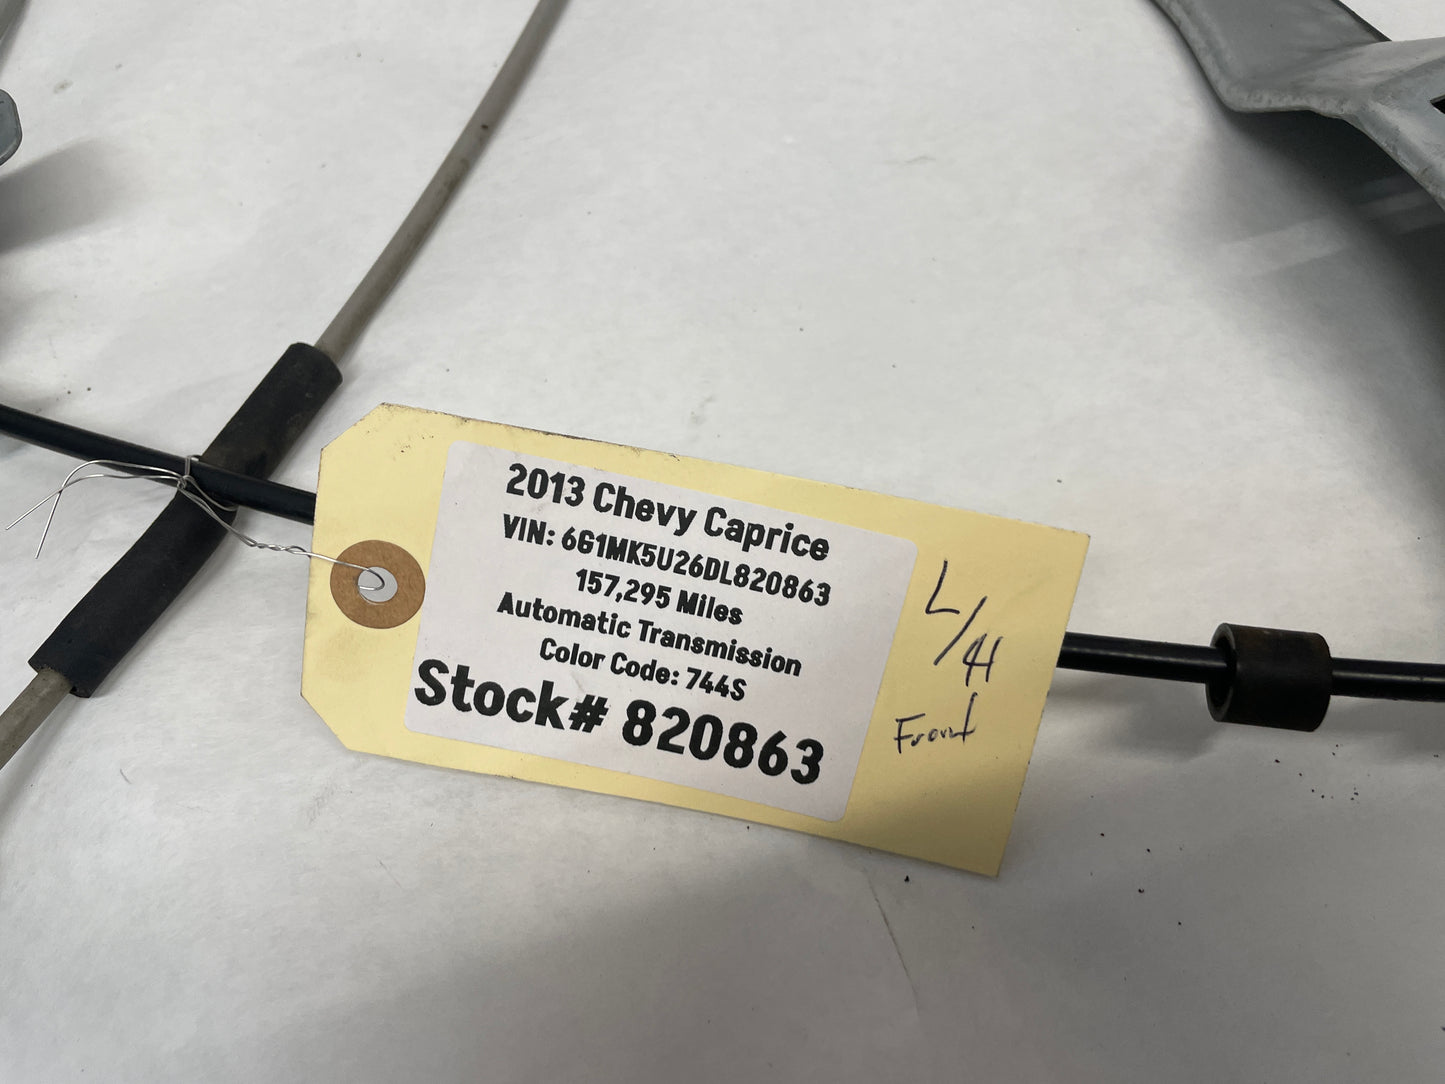 2013 Chevy Caprice
VIN: 6G1MK5U26DL820863
157,295 Miles
Automatic Transmission
Color Code: 744S
Stock# 820863
L/H
Front